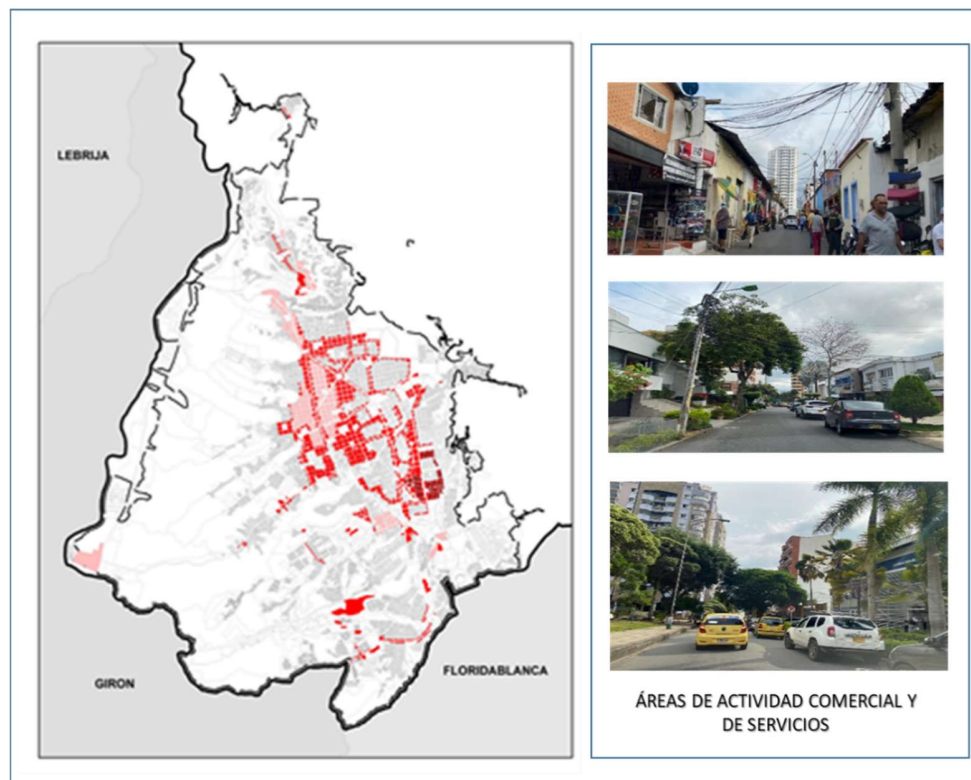 LEBRIJA
GIRON
FLORIDABLANCA
ÁREAS DE ACTIVIDAD COMERCIAL Y
DE SERVICIOS